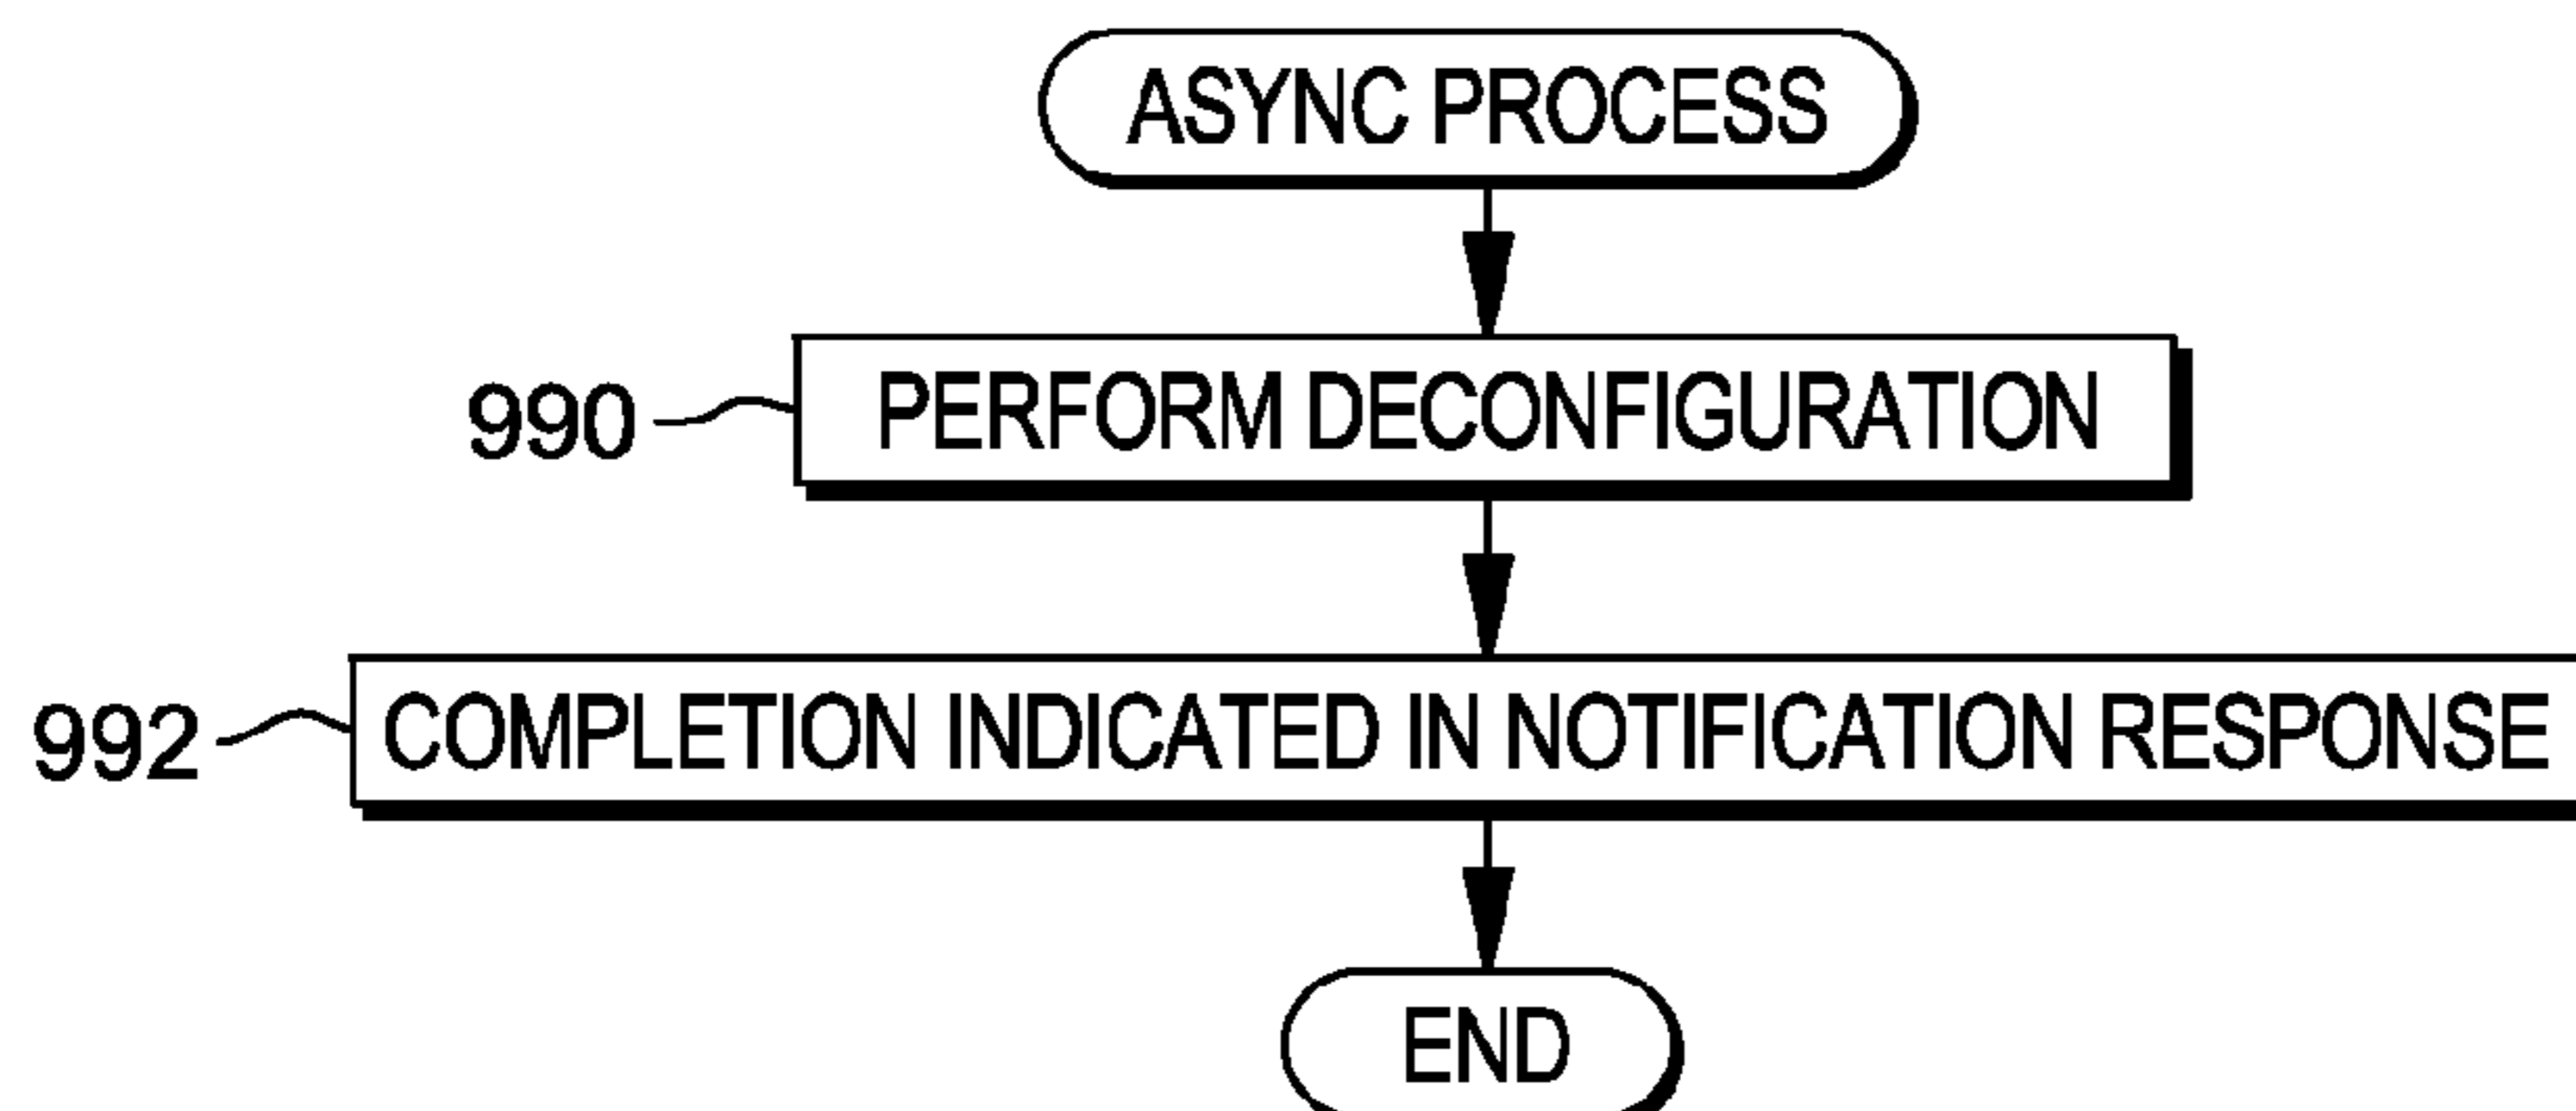 ASYNC PROCESS
990 PERFORM DECONFIGURATION
992 COMPLETION INDICATED IN NOTIFICATION RESPONSE
END